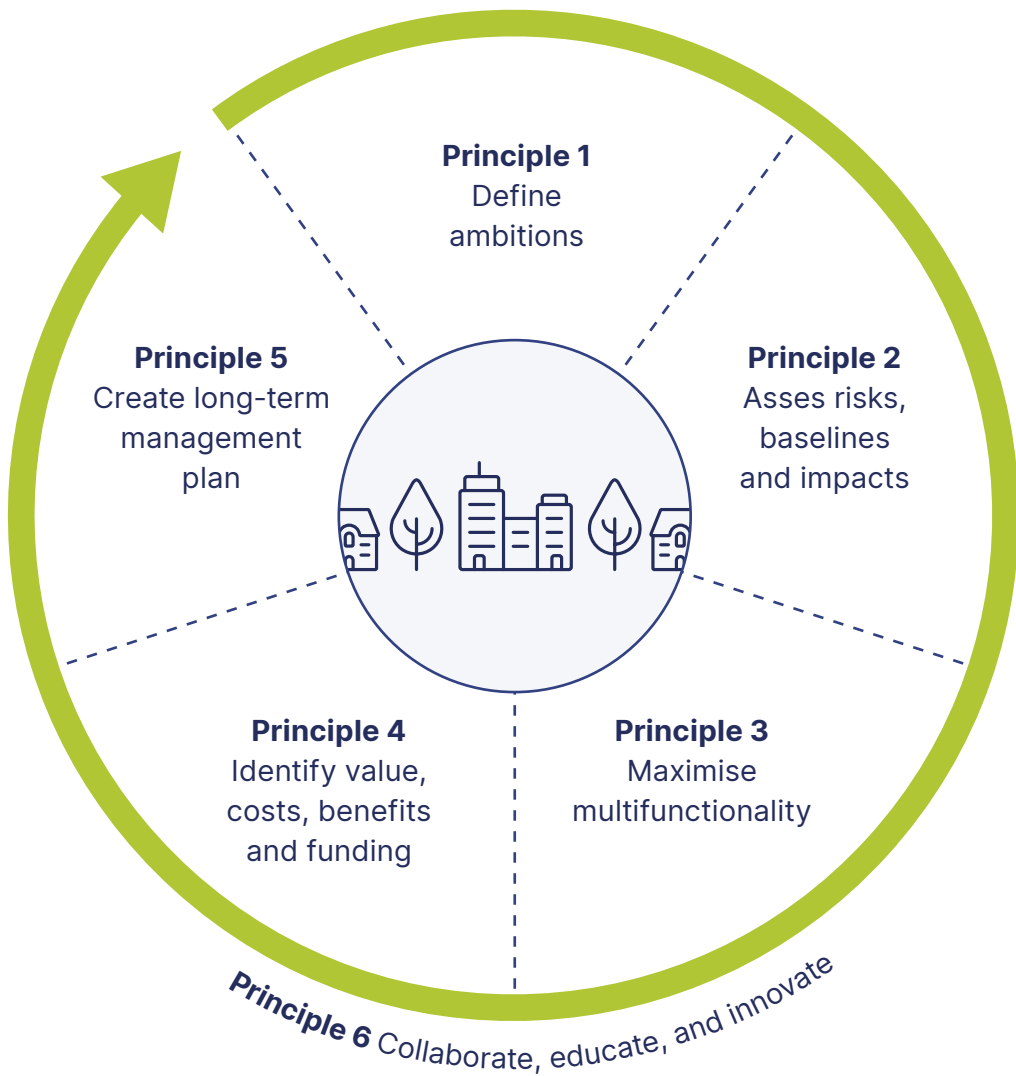 Principle 1
Define
ambitions
Principle 2
Asses risks,
baselines
and impacts
Principle 3
Maximise
multifunctionality
Principle 4
Identify value,
costs, benefits
and funding
Principle 5
Create long-term
management
plan
Principle 6 Collaborate, educate, and innovate